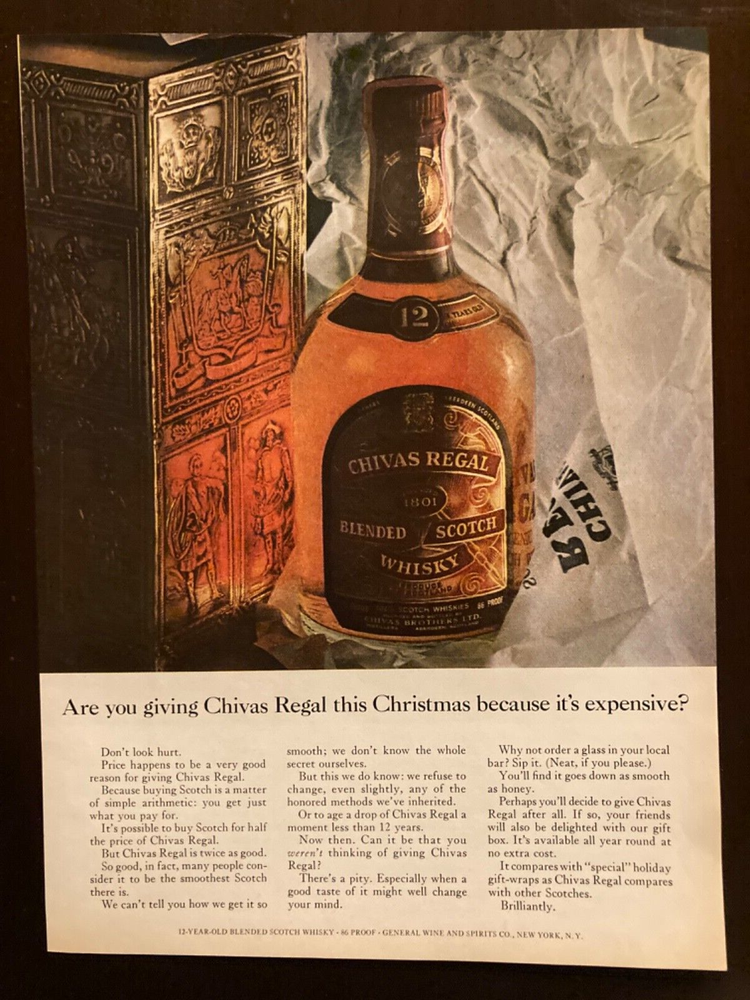 12
YEARS OLD
ABERDEEN SCOTLAND
CHIVAS REGAL
1801
BLENDED SCOTCH
WHISKY
SCOTCH WHISKIES 86 PROOF
CHIVAS BROTHERS LTD.
ABERDEEN, SCOTLAND
CHIV
Are you giving Chivas Regal this Christmas because it's expensive?
Don't look hurt.
Price happens to be a very good
reason for giving Chivas Regal.
Because buying Scotch is a matter
of simple arithmetic: you get just
what you pay for.
It's possible to buy Scotch for half
the price of Chivas Regal.
But Chivas Regal is twice as good.
So good, in fact, many people con-
sider it to be the smoothest Scotch
there is.
We can't tell you how we get it so
smooth; we don't know the whole
secret ourselves.
But this we do know: we refuse to
change, even slightly, any of the
honored methods we've inherited.
Or to age a drop of Chivas Regal a
moment less than 12 years.
Now then. Can it be that you
weren't thinking of giving Chivas
Regal?
There's a pity. Especially when a
good taste of it might well change
your mind.
Why not order a glass in your local
bar? Sip it. (Neat, if you please.)
You'll find it goes down as smooth
as honey.
Perhaps you'll decide to give Chivas
Regal after all. If so, your friends
will also be delighted with our gift
box. It's available all year round at
no extra cost.
It compares with "special" holiday
gift-wraps as Chivas Regal compares
with other Scotches.
Brilliantly.
12-YEAR-OLD BLENDED SCOTCH WHISKY • 86 PROOF • GENERAL WINE AND SPIRITS CO., NEW YORK, N.Y.